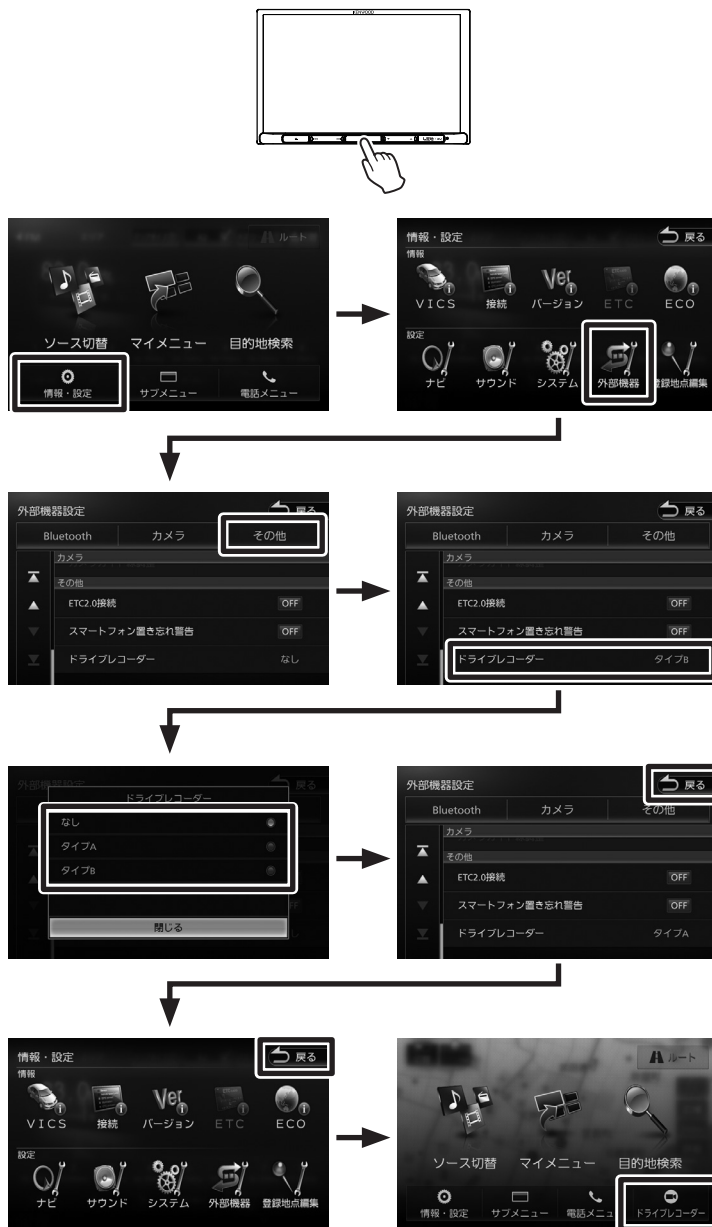 KENWOOD
ルート
ソース切替 マイメニュー 目的地検索
情報・設定 サブメニュー 電話メニュー
情報・設定 戻る
情報
VICS 接続 バージョン ETC ECO
設定
ナビ サウンド システム 外部機器 登録地点編集
外部機器設定 戻る
Bluetooth カメラ その他
カメラ
その他
ETC2.0接続 OFF
スマートフォン置き忘れ警告 OFF
ドライブレコーダー なし
外部機器設定 戻る
Bluetooth カメラ その他
カメラ
その他
ETC2.0接続 OFF
スマートフォン置き忘れ警告 OFF
ドライブレコーダー タイプB
外部機器設定 戻る
ドライブレコーダー
なし
タイプA
タイプB
閉じる
外部機器設定 戻る
Bluetooth カメラ その他
カメラ
その他
ETC2.0接続 OFF
スマートフォン置き忘れ警告 OFF
ドライブレコーダー タイプA
情報・設定 戻る
情報
VICS 接続 バージョン ETC ECO
設定
ナビ サウンド システム 外部機器 登録地点編集
ルート
ソース切替 マイメニュー 目的地検索
情報・設定 サブメニュー 電話メニュ ドライブレコーダー